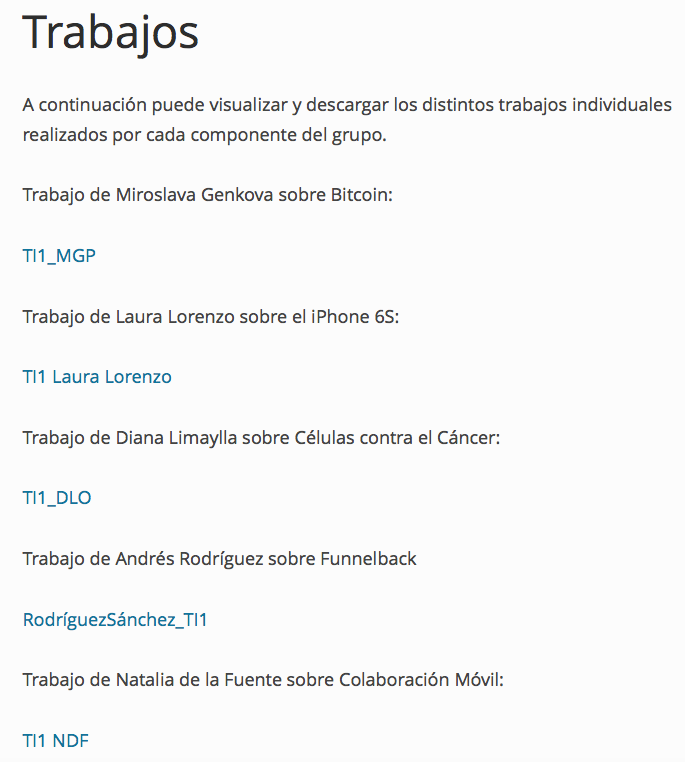 Trabajos
A continuación puede visualizar y descargar los distintos trabajos individuales
realizados por cada componente del grupo.
Trabajo de Miroslava Genkova sobre Bitcoin:
TI1_MGP
Trabajo de Laura Lorenzo sobre el iPhone 6S:
TI1 Laura Lorenzo
Trabajo de Diana Limaylla sobre Células contra el Cáncer:
TI1_DLO
Trabajo de Andrés Rodríguez sobre Funnelback
RodríguezSánchez_TI1
Trabajo de Natalia de la Fuente sobre Colaboración Móvil:
TI1 NDF